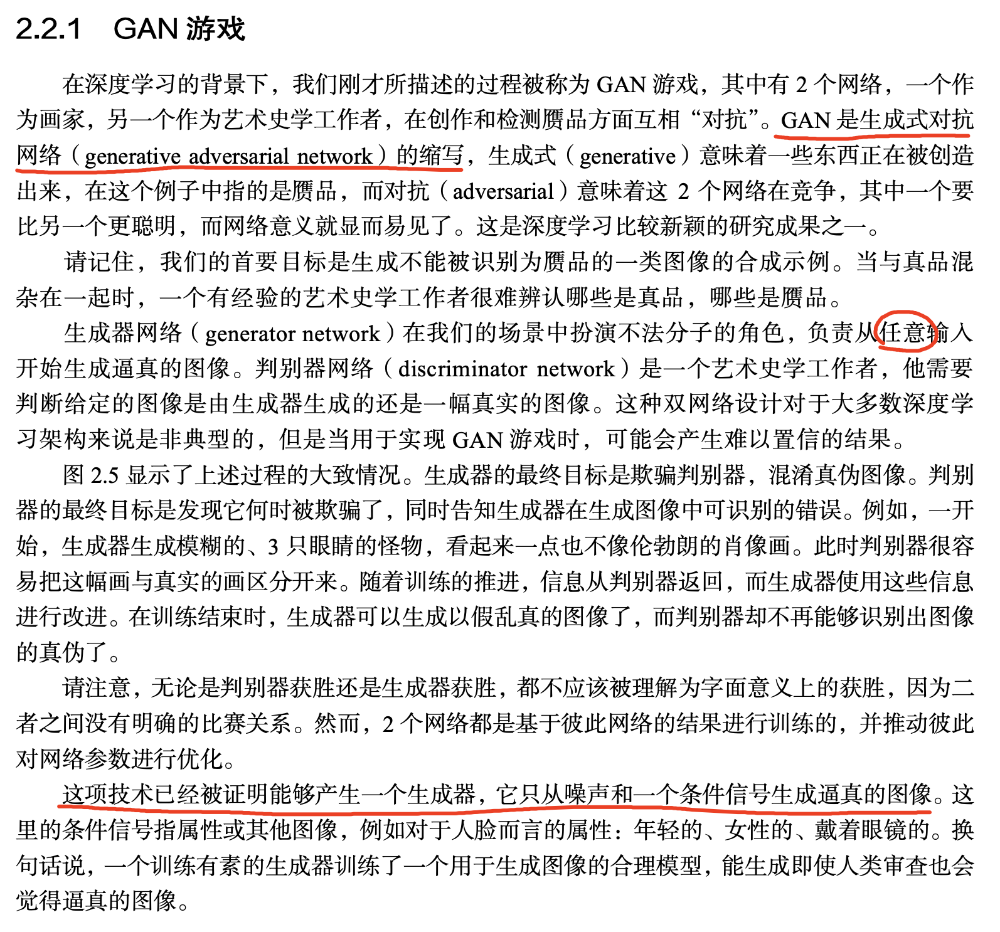 2.2.1 GAN 游戏
在深度学习的背景下，我们刚才所描述的过程被称为 GAN 游戏，其中有 2 个网络，一个作
为画家，另一个作为艺术史学工作者，在创作和检测赝品方面互相“对抗”。GAN 是生成式对抗
网络（generative adversarial network）的缩写，生成式（generative）意味着一些东西正在被创造
出来，在这个例子中指的是赝品，而对抗（adversarial）意味着这 2 个网络在竞争，其中一个要
比另一个更聪明，而网络意义就显而易见了。这是深度学习比较新颖的研究成果之一。
请记住，我们的首要目标是生成不能被识别为赝品的一类图像的合成示例。当与真品混
杂在一起时，一个有经验的艺术史学工作者很难辨认哪些是真品，哪些是赝品。
生成器网络（generator network）在我们的场景中扮演不法分子的角色，负责从任意输入
开始生成逼真的图像。判别器网络（discriminator network）是一个艺术史学工作者，他需要
判断给定的图像是由生成器生成的还是一幅真实的图像。这种双网络设计对于大多数深度学
习架构来说是非典型的，但是当用于实现 GAN 游戏时，可能会产生难以置信的结果。
图 2.5 显示了上述过程的大致情况。生成器的最终目标是欺骗判别器，混淆真伪图像。判别
器的最终目标是发现它何时被欺骗了，同时告知生成器在生成图像中可识别的错误。例如，一开
始，生成器生成模糊的、3 只眼睛的怪物，看起来一点也不像伦勃朗的肖像画。此时判别器很容
易把这幅画与真实的画区分开来。随着训练的推进，信息从判别器返回，而生成器使用这些信息
进行改进。在训练结束时，生成器可以生成以假乱真的图像了，而判别器却不再能够识别出图像
的真伪了。
请注意，无论是判别器获胜还是生成器获胜，都不应该被理解为字面意义上的获胜，因为二
者之间没有明确的比赛关系。然而，2 个网络都是基于彼此网络的结果进行训练的，并推动彼此
对网络参数进行优化。
这项技术已经被证明能够产生一个生成器，它只从噪声和一个条件信号生成逼真的图像。这
里的条件信号指属性或其他图像，例如对于人脸而言的属性：年轻的、女性的、戴着眼镜的。换
句话说，一个训练有素的生成器训练了一个用于生成图像的合理模型，能生成即使人类审查也会
觉得逼真的图像。